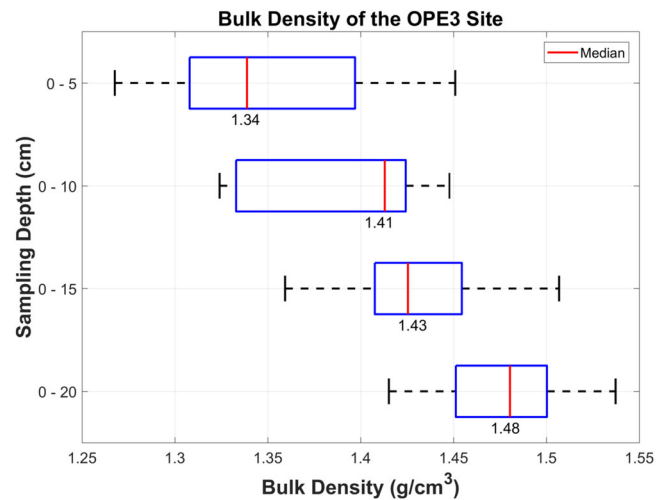 Bulk Density of the OPE3 Site
Median
0 - 5
1.34
0 - 10
1.41
0 - 15
1.43
0 - 20
1.48
Sampling Depth (cm)
1.25 1.3 1.35 1.4 1.45 1.5 1.55
Bulk Density (g/cm³)